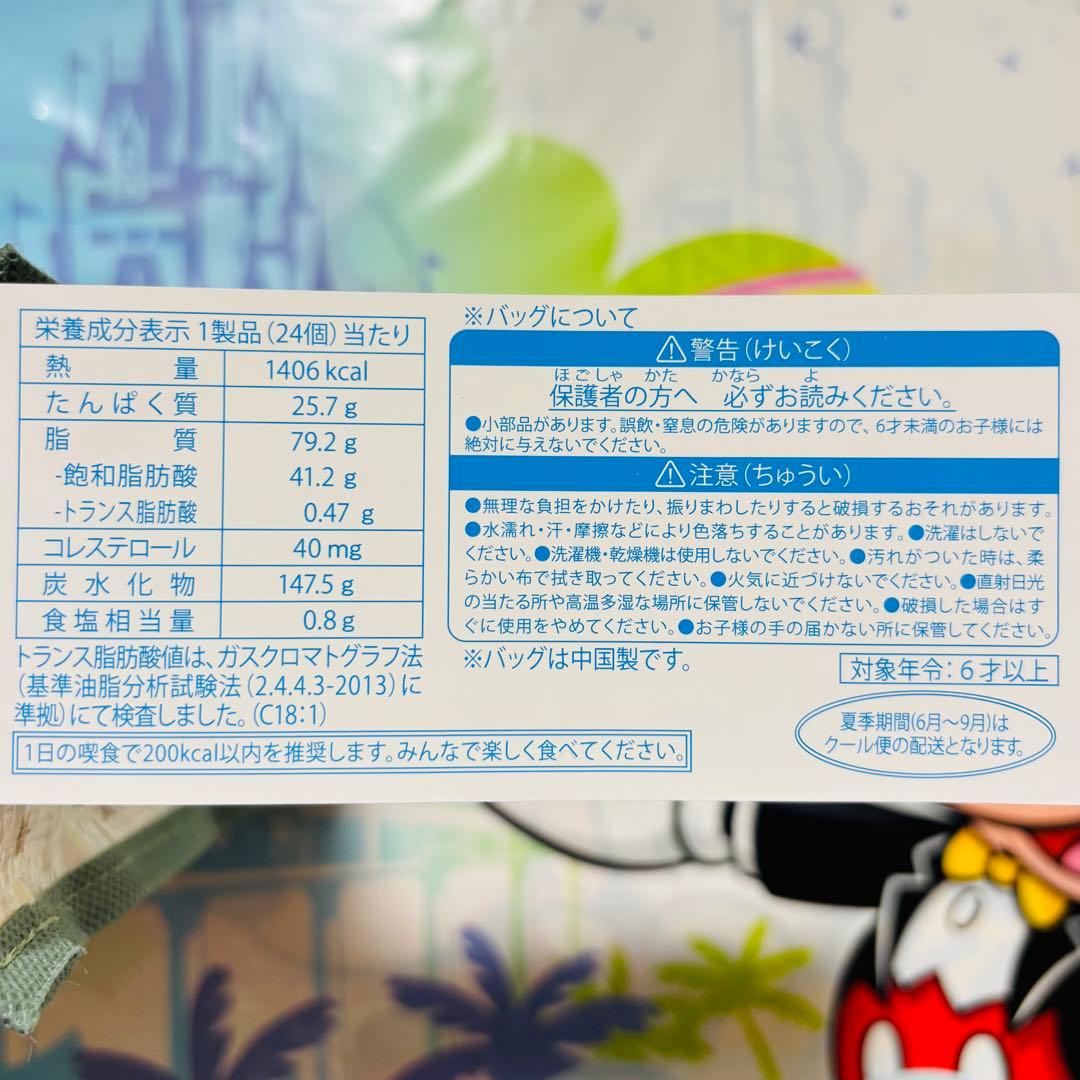 栄養成分表示 1製品(24個)当たり
熱量 1406 kcal
たんぱく質 25.7 g
脂質 79.2 g
-飽和脂肪酸 41.2 g
-トランス脂肪酸 0.47 g
コレステロール 40 mg
炭水化物 147.5 g
食塩相当量 0.8 g
トランス脂肪酸値は、ガスクロマトグラフ法
(基準油脂分析試験法(2.4.4.3-2013)に
準拠)にて検査しました。(C18:1)
1日の喫食で200kcal以内を推奨します。みんなで楽しく食べてください。
※バッグについて
⚠警告(けいこく)
ほごしゃ かた かなら よ
保護者の方へ 必ずお読みください。
●小部品があります。誤飲・窒息の危険がありますので、6才未満のお子様には
絶対に与えないでください。
⚠注意(ちゅうい)
●無理な負担をかけたり、振りまわしたりすると破損するおそれがあります。
●水濡れ・汗・摩擦などにより色落ちすることがあります。●洗濯はしないで
ください。●洗濯機・乾燥機は使用しないでください。●汚れがついた時は、柔
らかい布で拭き取ってください。●火気に近づけないでください。●直射日光
の当たる所や高温多湿な場所に保管しないでください。●破損した場合はす
ぐに使用をやめてください。●お子様の手の届かない所に保管してください。
※バッグは中国製です。
対象年令:6才以上
夏季期間(6月〜9月)は
クール便の配送となります。